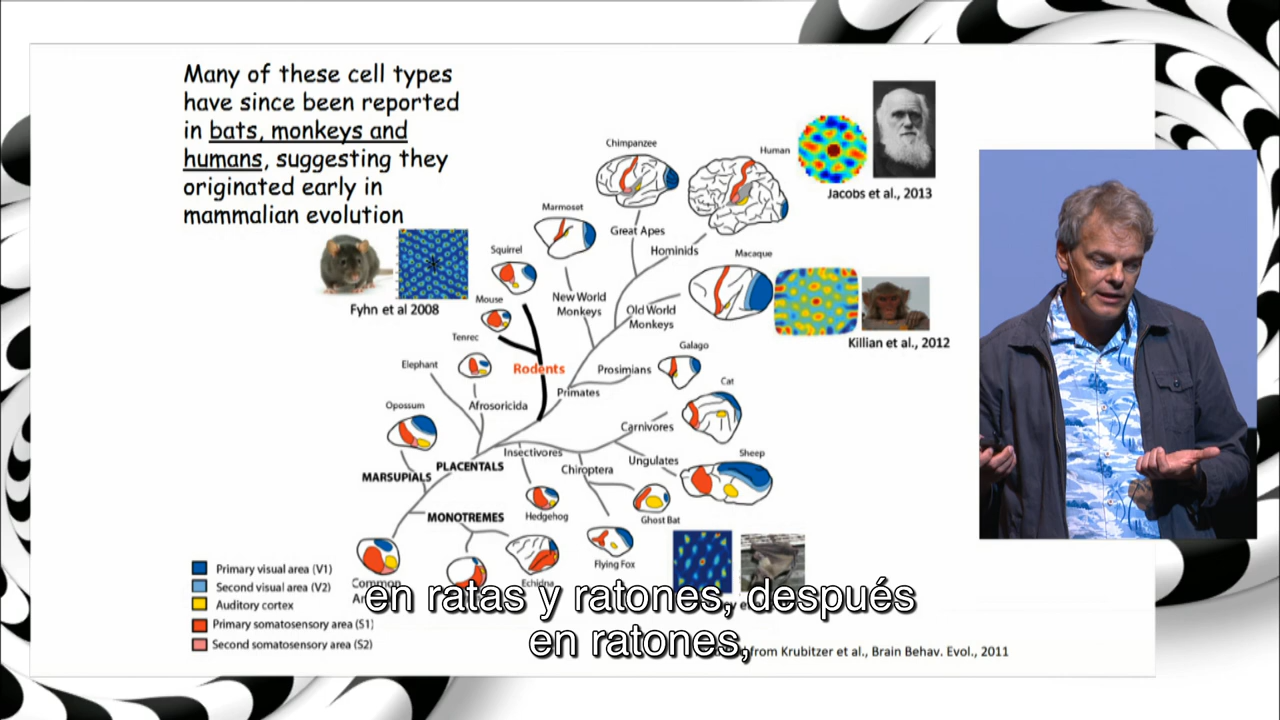 Many of these cell types
have since been reported
in bats, monkeys and
humans, suggesting they
originated early in
mammalian evolution
Fyhn et al 2008
Jacobs et al., 2013
Killian et al., 2012
Chimpanzee
Human
Marmoset
Great Apes
Hominids
Squirrel
Macaque
Mouse
New World
Monkeys
Old World
Monkeys
Tenrec
Galago
Elephant
Rodents
Prosimians
Cat
Primates
Opossum
Afrosoricida
Carnivores
Insectivores
Sheep
PLACENTALS
Ungulates
MARSUPIALS
Chiroptera
MONOTREMES
Hedgehog
Ghost Bat
Flying Fox
Echidna
Common
Primary visual area (V1)
Second visual area (V2)
Auditory cortex
Primary somatosensory area (S1)
Second somatosensory area (S2)
en ratas y ratones, después
en ratones,
from Krubitzer et al., Brain Behav. Evol., 2011